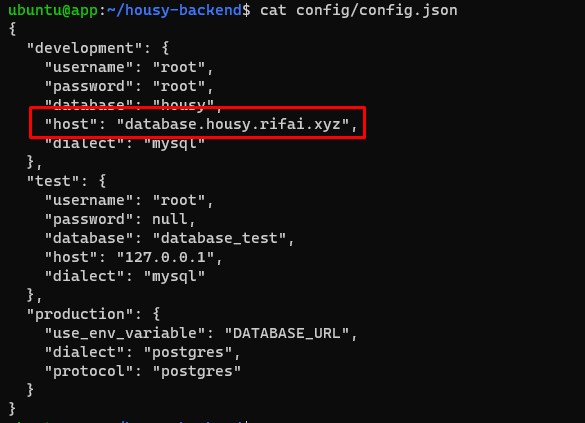 ubuntu@app:~/housy-backend$ cat config/config.json
{
  "development": {
    "username": "root",
    "password": "root",
    "database": "housy",
    "host": "database.housy.rifai.xyz",
    "dialect": "mysql"
  },
  "test": {
    "username": "root",
    "password": null,
    "database": "database_test",
    "host": "127.0.0.1",
    "dialect": "mysql"
  },
  "production": {
    "use_env_variable": "DATABASE_URL",
    "dialect": "postgres",
    "protocol": "postgres"
  }
}